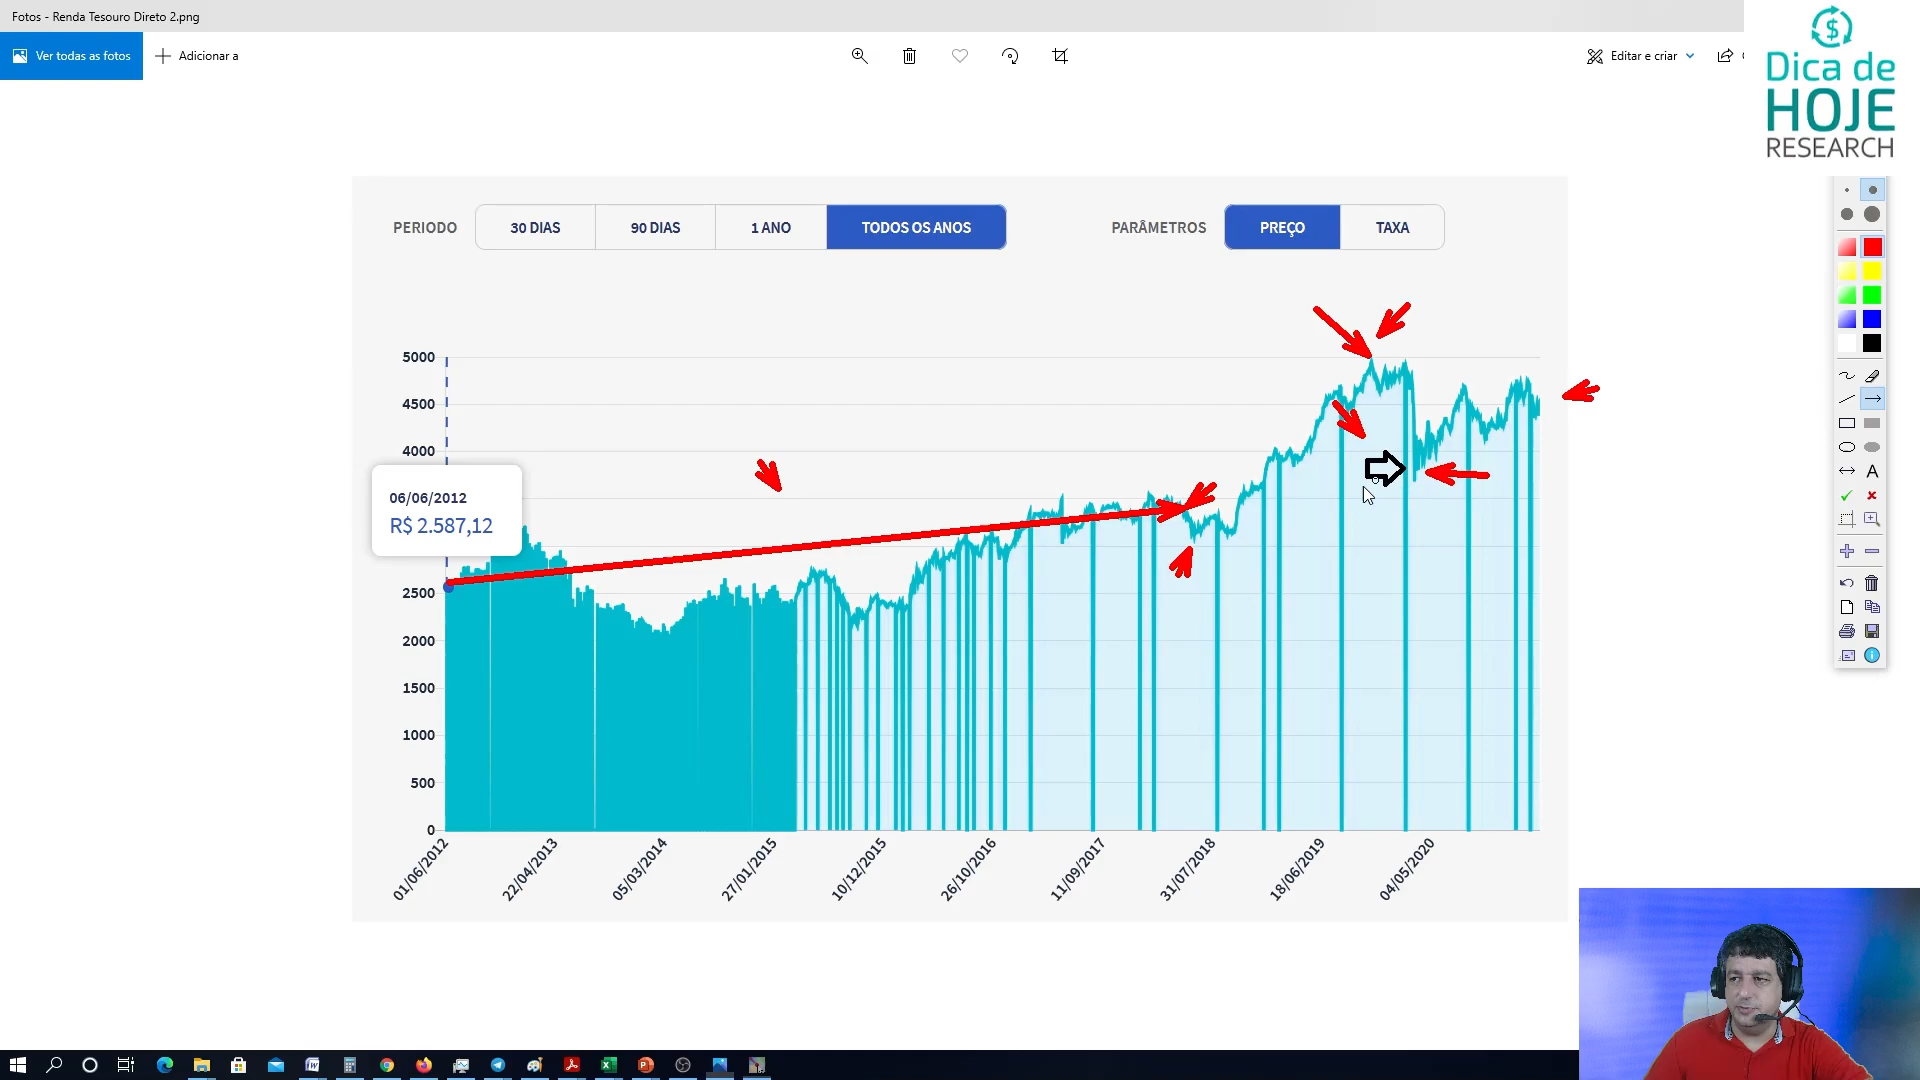 Fotos - Renda Tesouro Direto 2.png
Ver todas as fotos
Adicionar a
Editar e criar
Dica de
HOJE
RESEARCH
PERIODO
30 DIAS
90 DIAS
1 ANO
TODOS OS ANOS
PARÂMETROS
PREÇO
TAXA
5000
4500
4000
06/06/2012
R$ 2.587,12
2500
2000
1500
1000
500
0
01/06/2012
22/04/2013
05/03/2014
27/01/2015
10/12/2015
26/10/2016
11/09/2017
31/07/2018
18/06/2019
04/05/2020
A